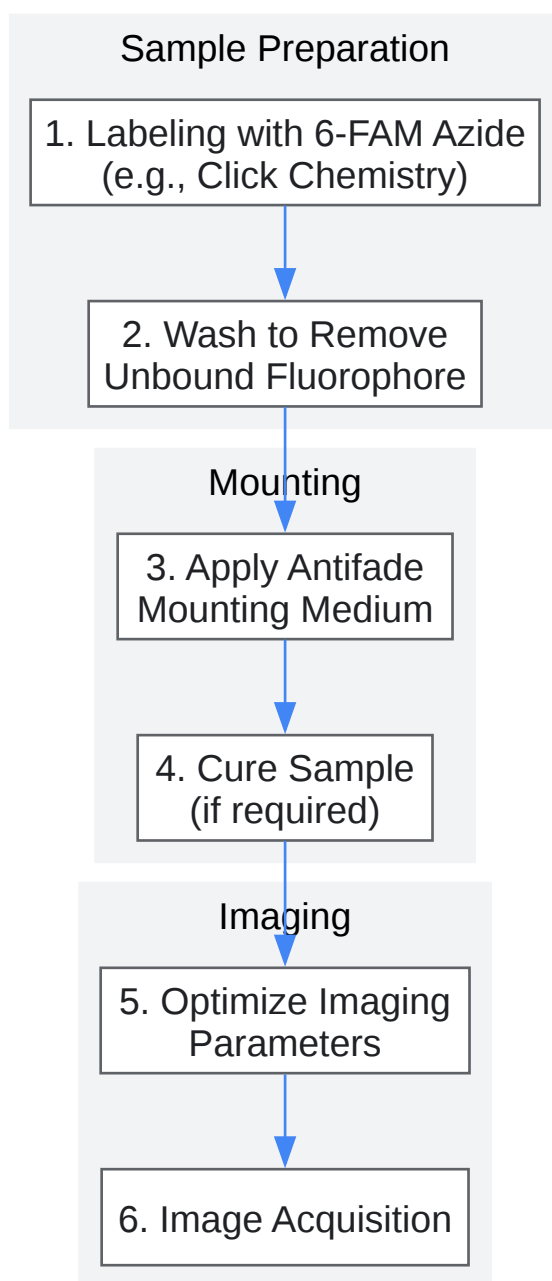 Sample Preparation
1. Labeling with 6-FAM Azide
(e.g., Click Chemistry)
2. Wash to Remove
Unbound Fluorophore
Mounting
3. Apply Antifade
Mounting Medium
4. Cure Sample
(if required)
Imaging
5. Optimize Imaging
Parameters
6. Image Acquisition